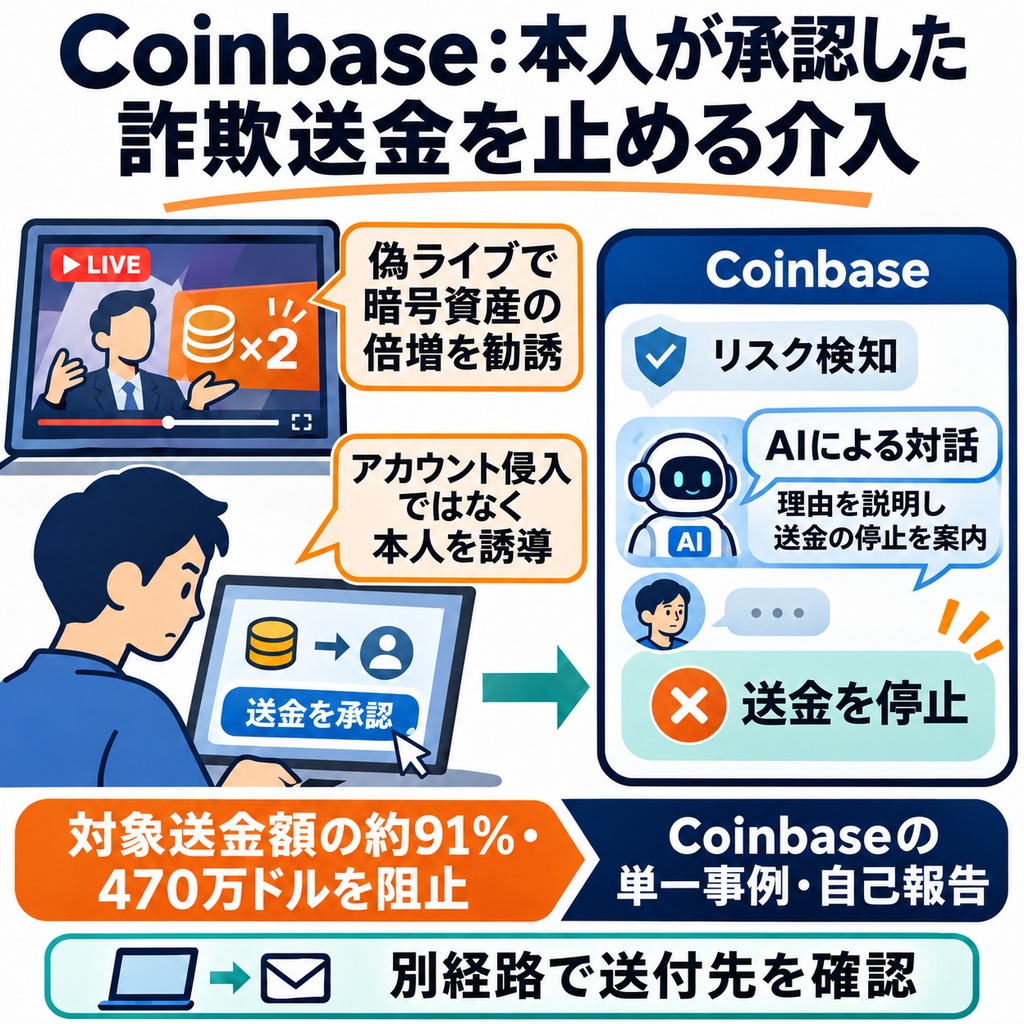 Coinbase：本人が承認した
詐欺送金を止める介入
LIVE
×2
偽ライブで
暗号資産の
倍増を勧誘
アカウント侵入
ではなく
本人を誘導
送金を承認
Coinbase
リスク検知
AIによる対話
理由を説明し
送金の停止を案内
AI
送金を停止
対象送金額の約91%・
470万ドルを阻止
Coinbaseの
単一事例・自己報告
別経路で送付先を確認